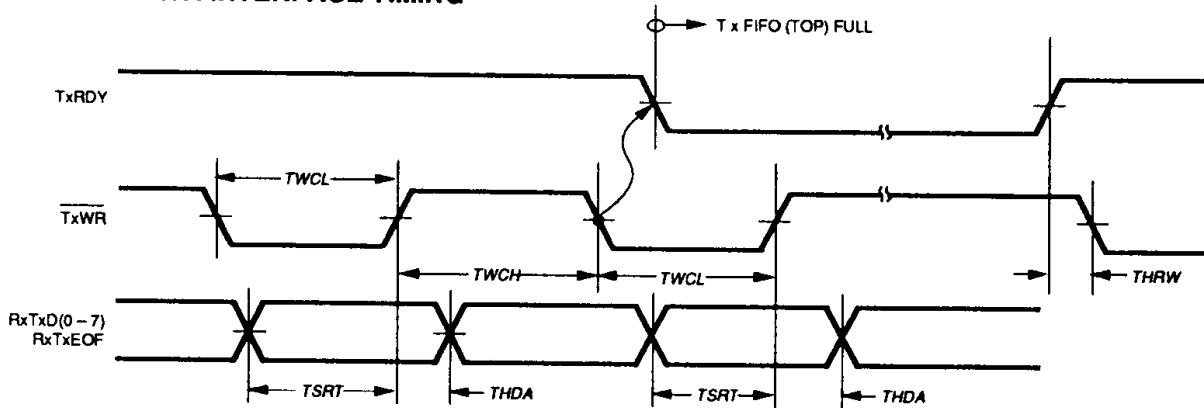 T x FIFO (TOP) FULL
TxRDY
TWCL
TxWR
TWCH
TWCL
THRW
RxTxD(0 – 7)
RxTxEOF
TSRT
THDA
TSRT
THDA